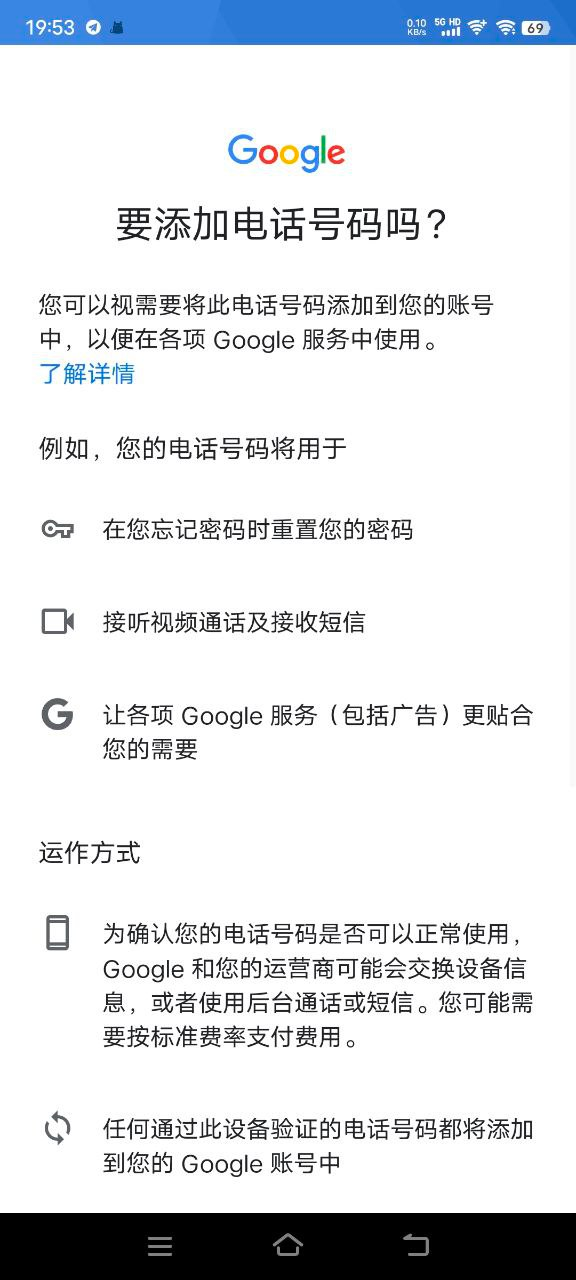 19:53
0.10 KB/s 5G HD 69
Google
要添加电话号码吗？
您可以视需要将此电话号码添加到您的账号
中，以便在各项 Google 服务中使用。
了解详情
例如，您的电话号码将用于
在您忘记密码时重置您的密码
接听视频通话及接收短信
让各项 Google 服务（包括广告）更贴合
您的需要
运作方式
为确认您的电话号码是否可以正常使用，
Google 和您的运营商可能会交换设备信
息，或者使用后台通话或短信。您可能需
要按标准费率支付费用。
任何通过此设备验证的电话号码都将添加
到您的 Google 账号中